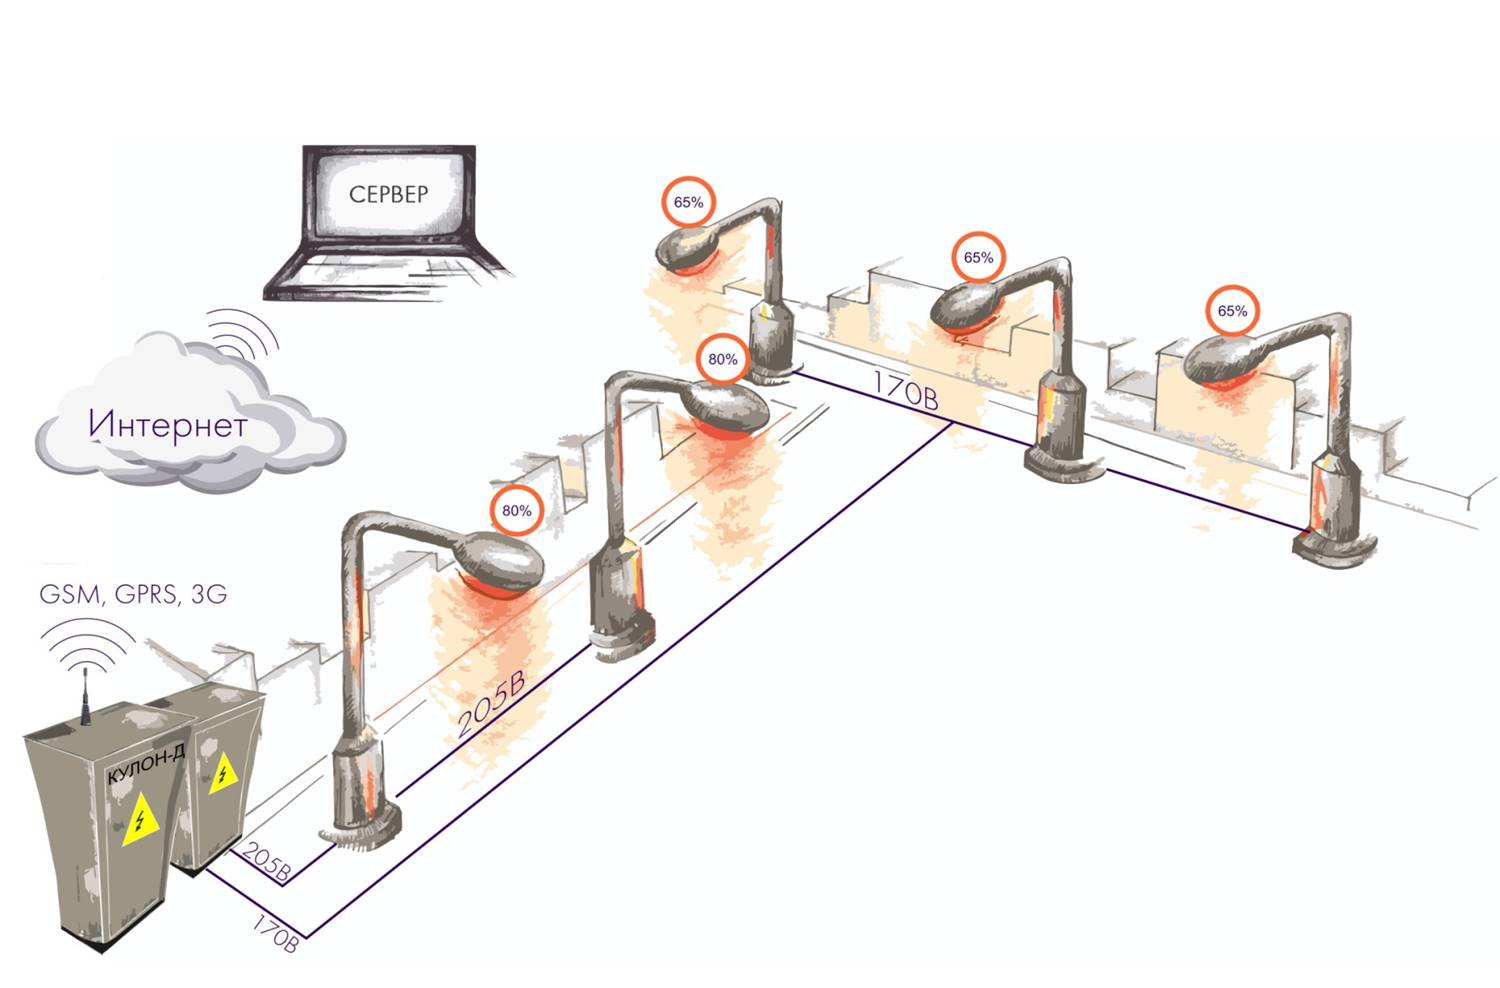 СЕРВЕР
65%
65%
65%
80%
170В
Интернет
80%
GSM, GPRS, 3G
205В
КУЛОН-Д
205В
170В